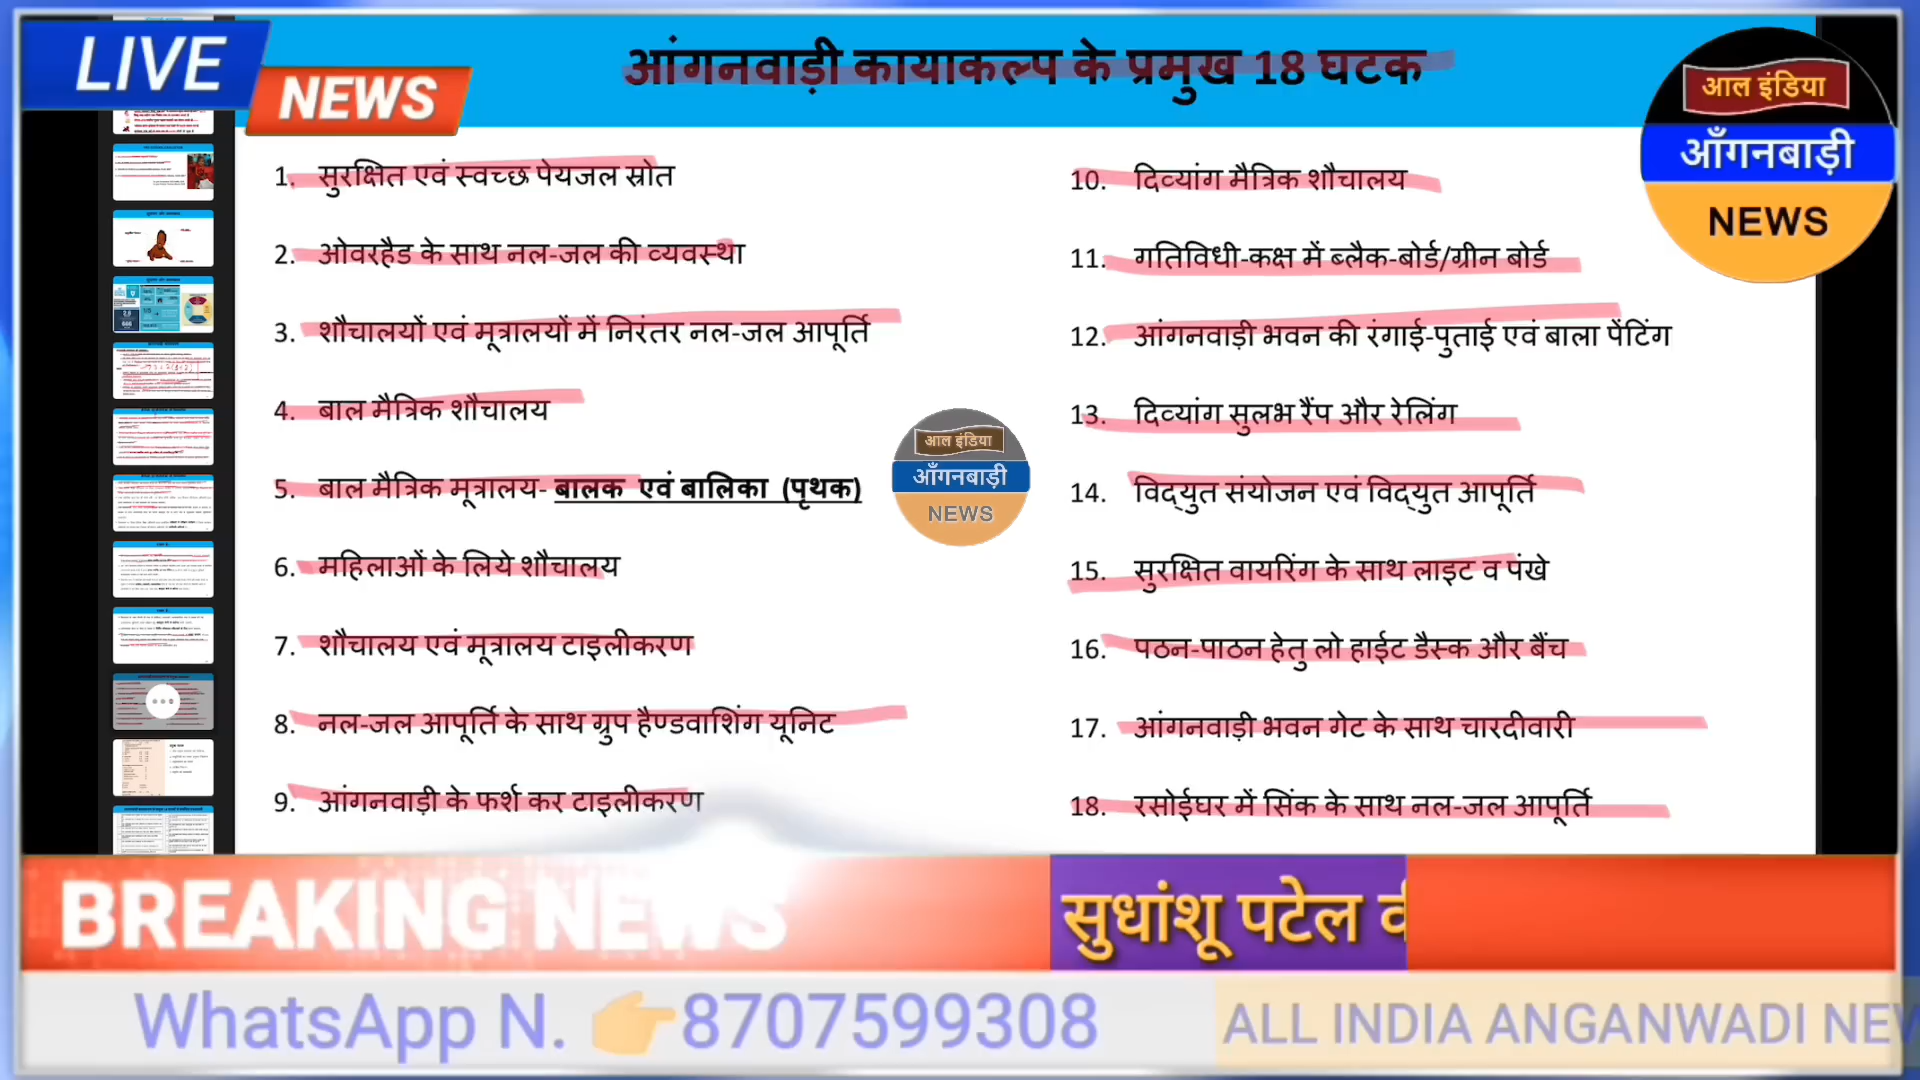 LIVE
NEWS
आंगनवाड़ी कायाकल्प के प्रमुख 18 घटक
आल इंडिया
आँगनबाड़ी
NEWS
1. सुरक्षित एवं स्वच्छ पेयजल स्रोत
2. ओवरहैड के साथ नल-जल की व्यवस्था
3. शौचालयों एवं मूत्रालयों में निरंतर नल-जल आपूर्ति
4. बाल मैत्रिक शौचालय
5. बाल मैत्रिक मूत्रालय- बालक एवं बालिका (पृथक)
6. महिलाओं के लिये शौचालय
7. शौचालय एवं मूत्रालय टाइलीकरण
8. नल-जल आपूर्ति के साथ ग्रुप हैण्डवाशिंग यूनिट
9. आंगनवाड़ी के फर्श कर टाइलीकरण
10. दिव्यांग मैत्रिक शौचालय
11. गतिविधी-कक्ष में ब्लैक-बोर्ड/ग्रीन बोर्ड
12. आंगनवाड़ी भवन की रंगाई-पुताई एवं बाला पेंटिंग
13. दिव्यांग सुलभ रैंप और रेलिंग
14. विद्युत संयोजन एवं विद्युत आपूर्ति
15. सुरक्षित वायरिंग के साथ लाइट व पंखे
16. पठन-पाठन हेतु लो हाईट डैस्क और बैंच
17. आंगनवाड़ी भवन गेट के साथ चारदीवारी
18. रसोईघर में सिंक के साथ नल-जल आपूर्ति
आल इंडिया
आँगनबाड़ी
NEWS
BREAKING NEWS
सुधांशू पटेल
WhatsApp N. 👉8707599308
ALL INDIA ANGANWADI